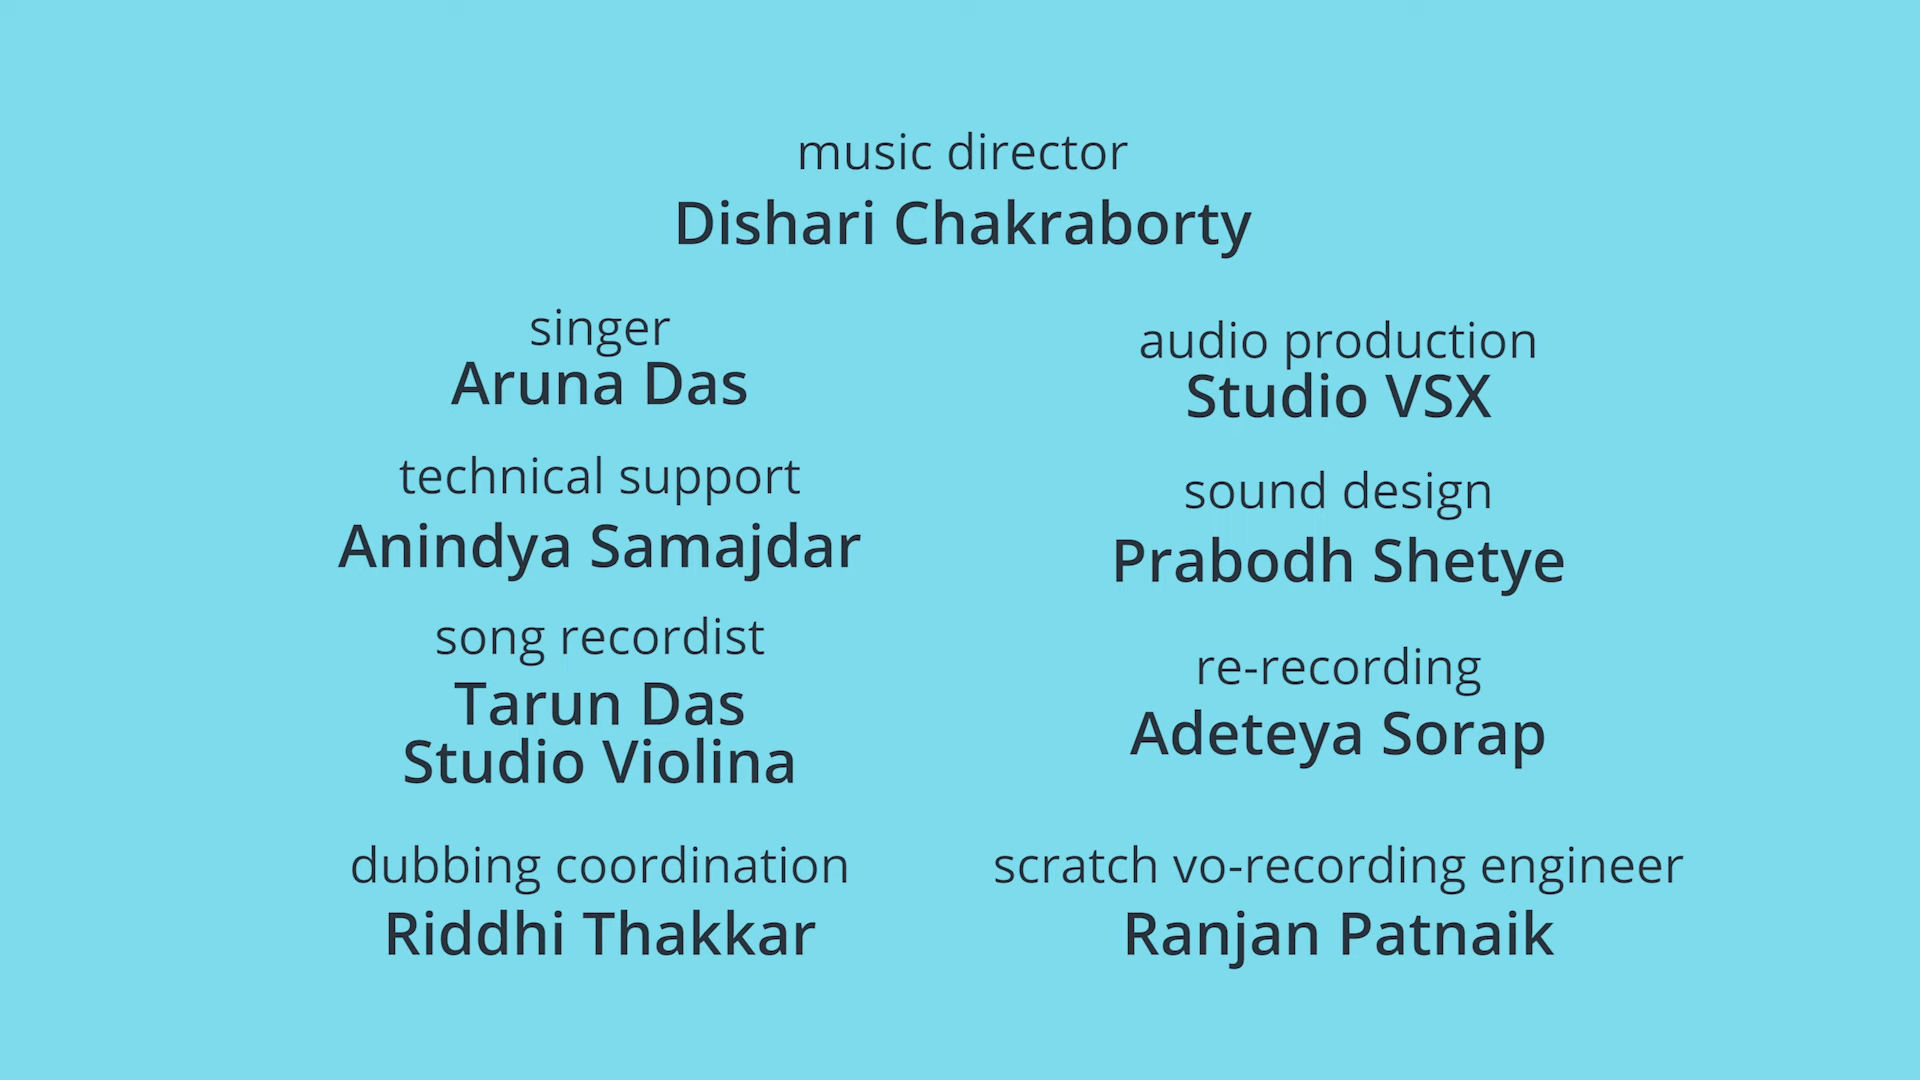 music director
Dishari Chakraborty
singer
Aruna Das
technical support
Anindya Samajdar
song recordist
Tarun Das
Studio Violina
dubbing coordination
Riddhi Thakkar
audio production
Studio VSX
sound design
Prabodh Shetye
re-recording
Adeteya Sorap
scratch vo-recording engineer
Ranjan Patnaik